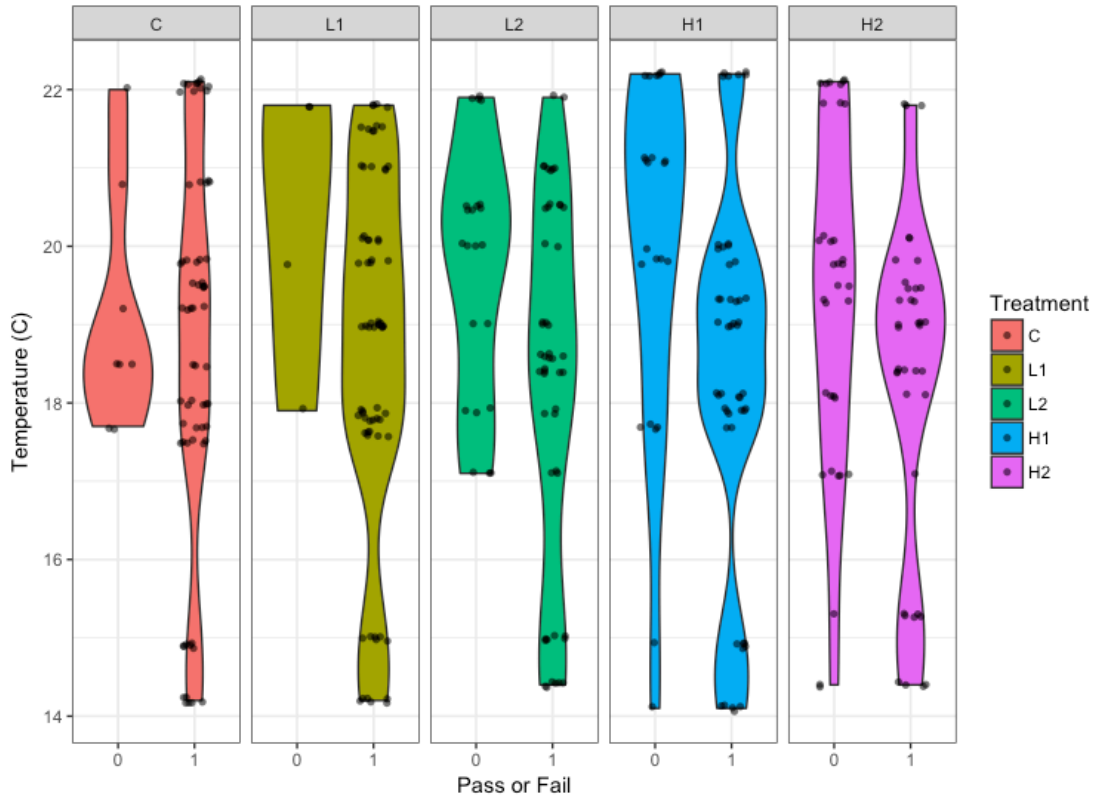 C L1 L2 H1 H2
Temperature (C)
22
20
18
16
14
0 1 0 1 0 1 0 1 0 1
Pass or Fail
Treatment
C
L1
L2
H1
H2